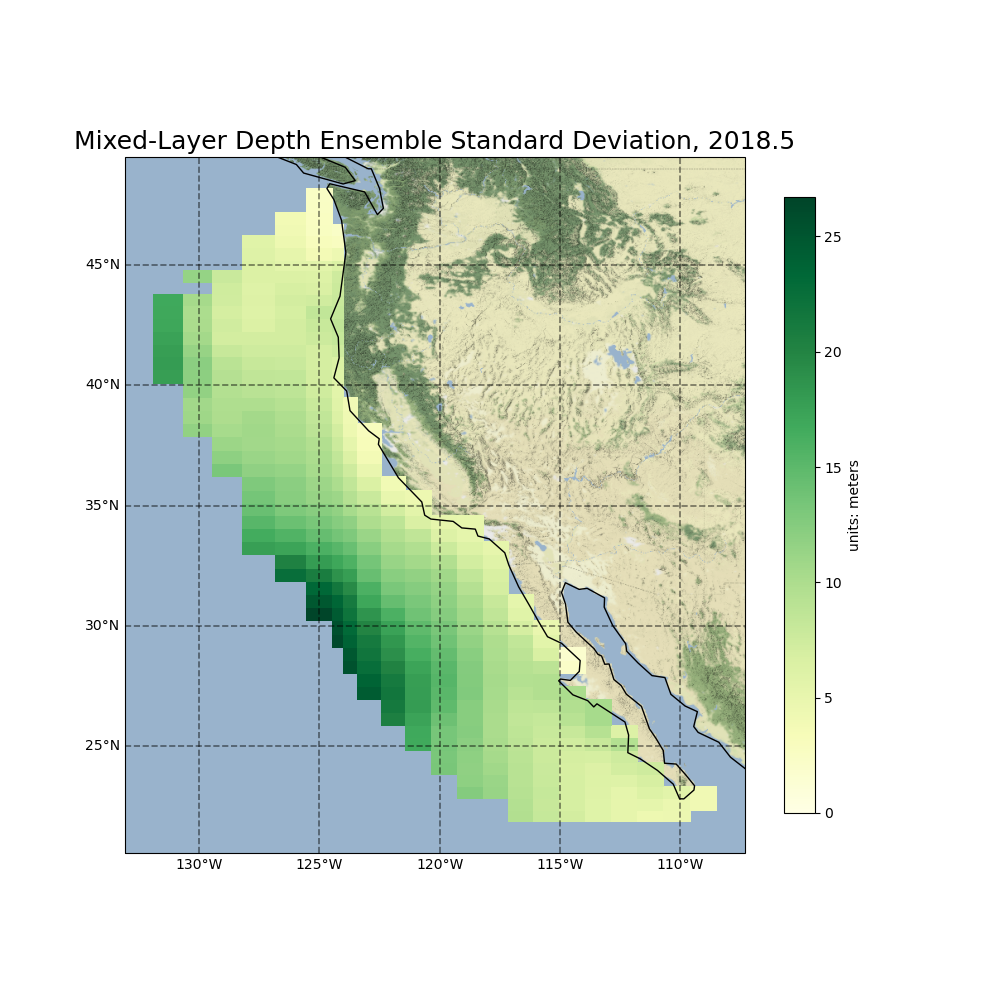 Mixed-Layer Depth Ensemble Standard Deviation, 2018.5
45°N
40°N
35°N
30°N
25°N
130°W
125°W
120°W
115°W
110°W
25
20
15
10
5
0
units: meters